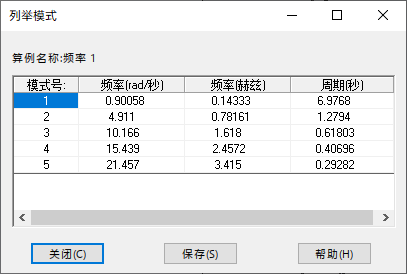 列举模式
算例名称:频率 1
模式号: 频率(rad/秒) 频率(赫兹) 周期(秒)
1 0.90058 0.14333 6.9768
2 4.911 0.78161 1.2794
3 10.166 1.618 0.61803
4 15.439 2.4572 0.40696
5 21.457 3.415 0.29282
关闭(C) 保存(S) 帮助(H)